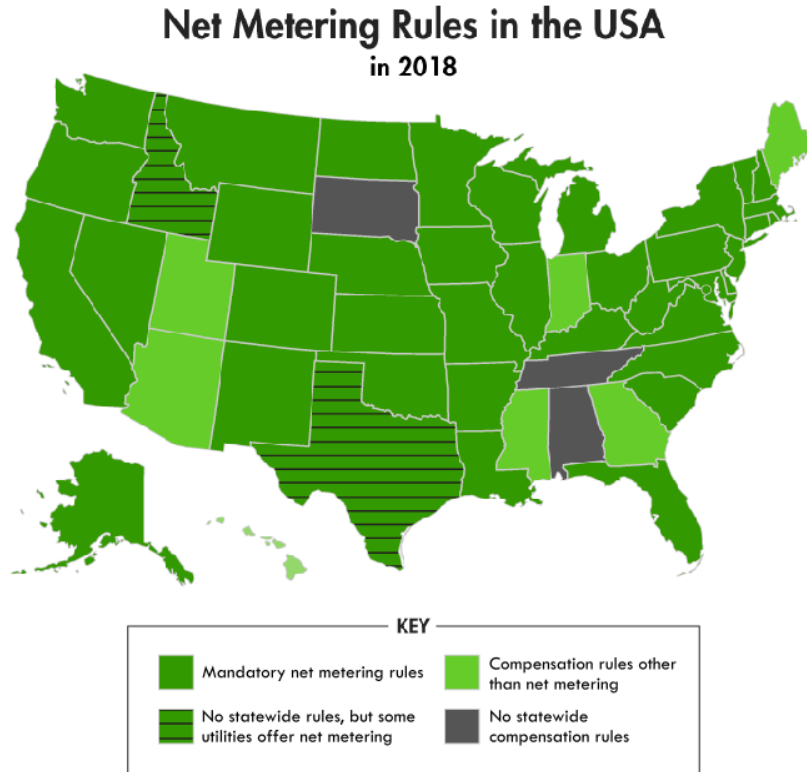 Net Metering Rules in the USA
in 2018
KEY
Mandatory net metering rules
Compensation rules other
than net metering
No statewide rules, but some
utilities offer net metering
No statewide
compensation rules